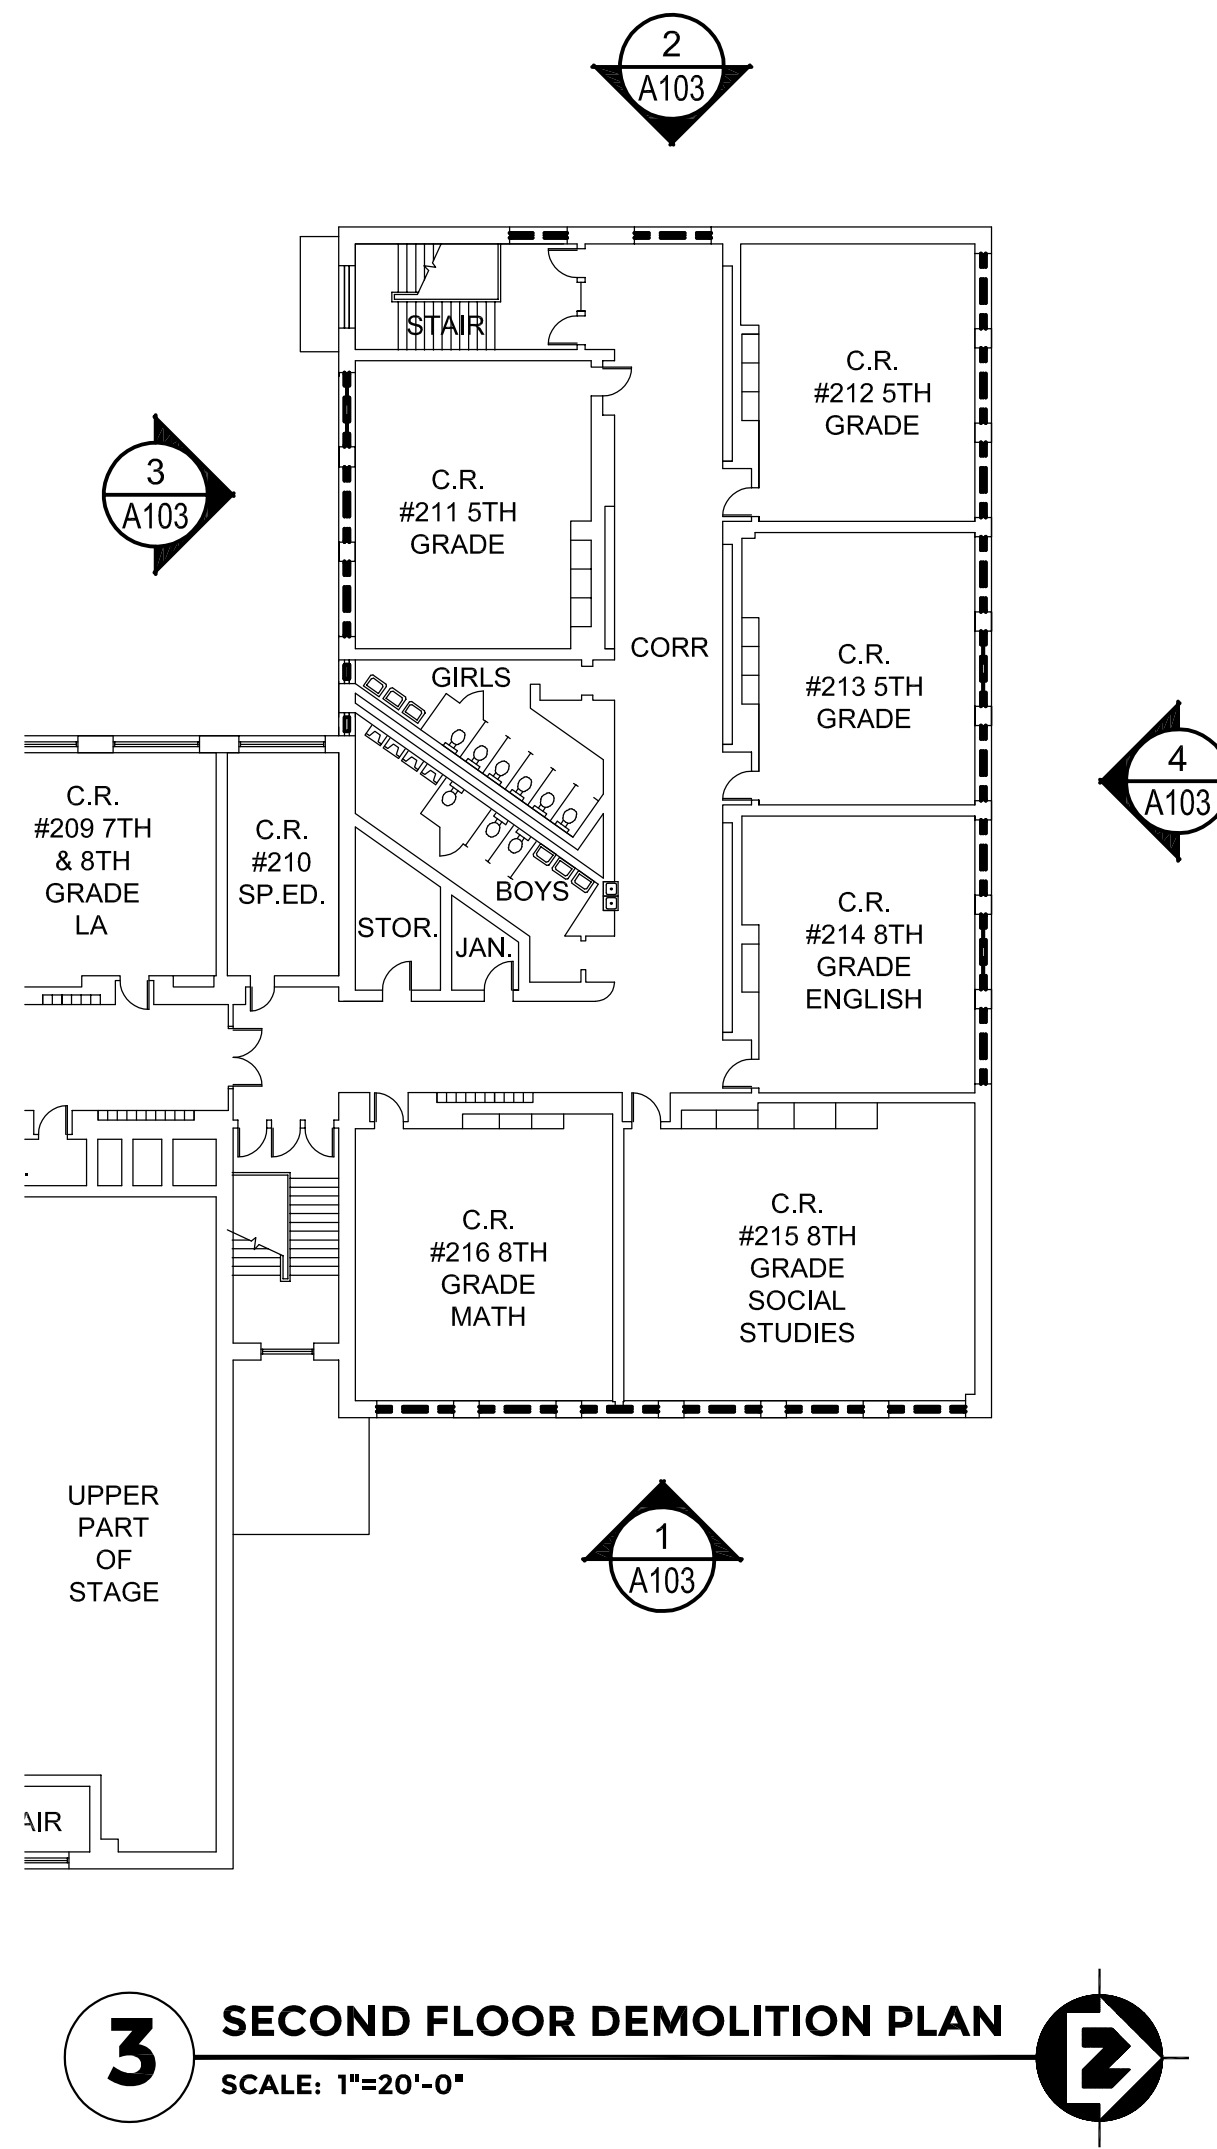 2
A103
STAIR
C.R.
#212 5TH
GRADE
3
A103
C.R.
#211 5TH
GRADE
CORR
C.R.
#213 5TH
GRADE
GIRLS
4
A103
C.R.
#209 7TH
& 8TH
GRADE
LA
C.R.
#210
SP.ED.
BOYS
STOR.
JAN.
C.R.
#214 8TH
GRADE
ENGLISH
C.R.
#216 8TH
GRADE
MATH
C.R.
#215 8TH
GRADE
SOCIAL
STUDIES
UPPER
PART
OF
STAGE
1
A103
AIR
3
SECOND FLOOR DEMOLITION PLAN
SCALE: 1"=20'-0"
N